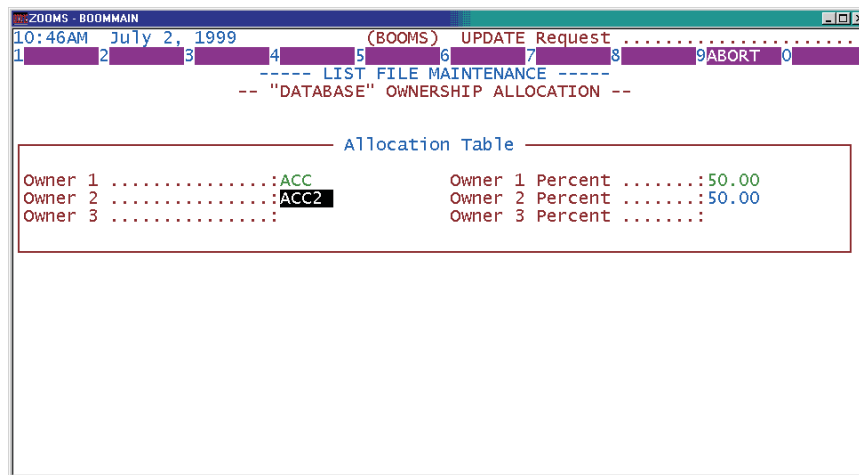 ZOOMS - BOOMMAIN
10:46AM July 2, 1999 (BOOMS) UPDATE Request ......................
1 2 3 4 5 6 7 8 9 ABORT 0
----- LIST FILE MAINTENANCE -----
-- "DATABASE" OWNERSHIP ALLOCATION --
Allocation Table
Owner 1 ...............:ACC Owner 1 Percent .......:50.00
Owner 2 ...............:ACC2 Owner 2 Percent .......:50.00
Owner 3 ...............: Owner 3 Percent .......: